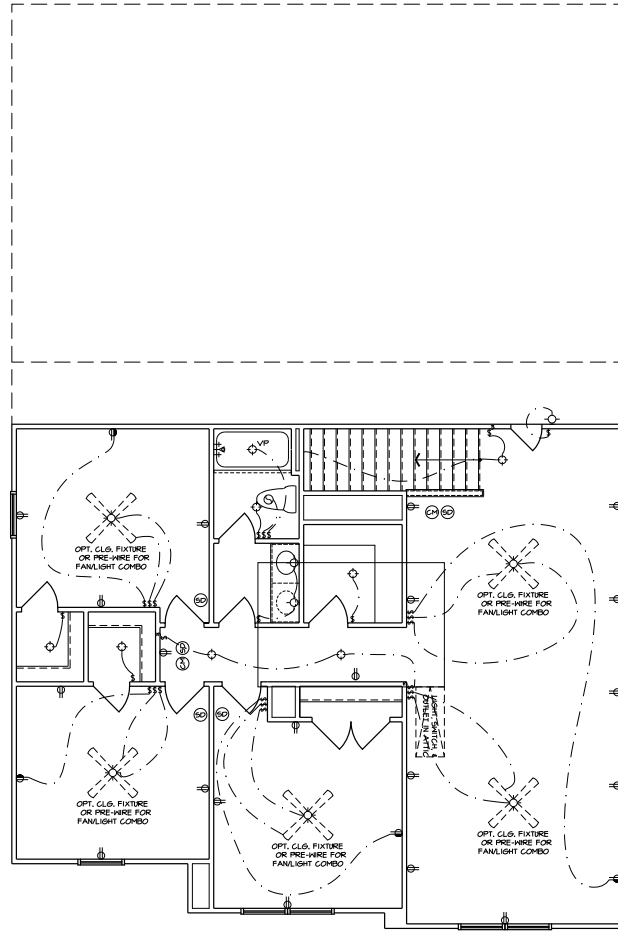 VP
CM SD
OPT. CLG. FIXTURE
OR PRE-WIRE FOR
FAN/LIGHT COMBO
OPT. CLG. FIXTURE
OR PRE-WIRE FOR
FAN/LIGHT COMBO
SD
SD
SD
LIGHT, SWITCH, &
OUTLET IN ATTIC
OPT. CLG. FIXTURE
OR PRE-WIRE FOR
FAN/LIGHT COMBO
OPT. CLG. FIXTURE
OR PRE-WIRE FOR
FAN/LIGHT COMBO
OPT. CLG. FIXTURE
OR PRE-WIRE FOR
FAN/LIGHT COMBO